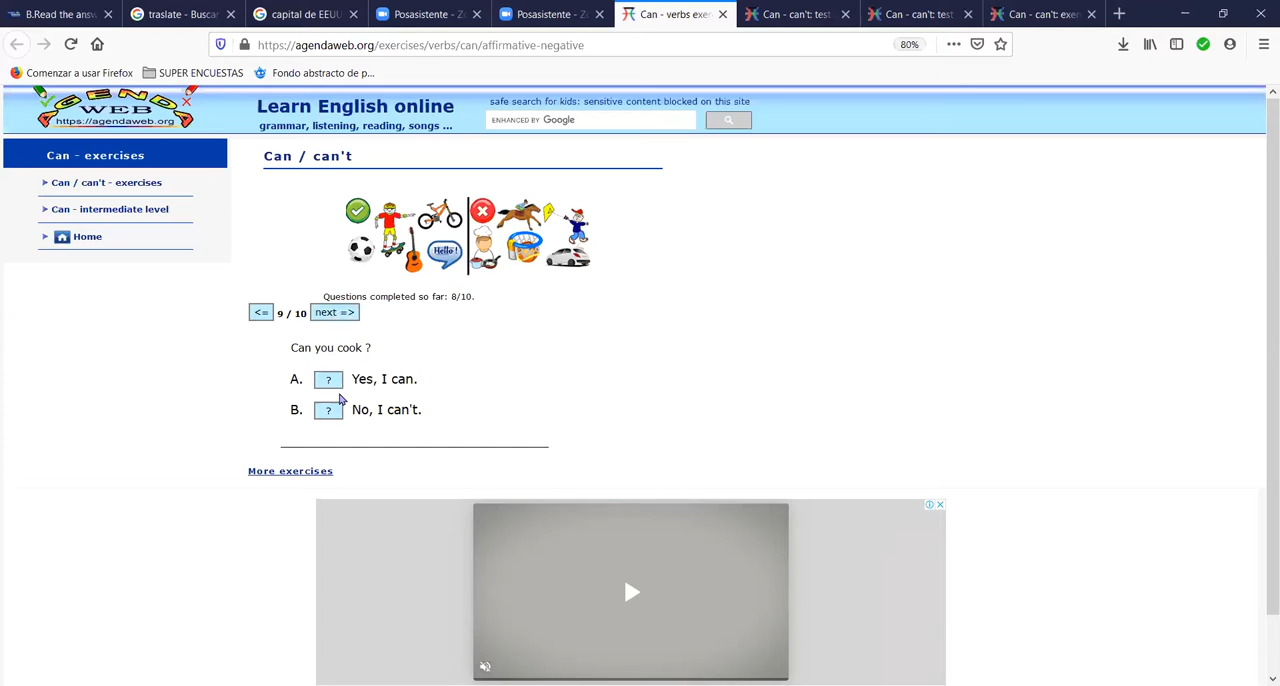 B.Read the answ
traslate - Buscar
capital de EEUU
Posasistente - Zo
Posasistente - Zo
Can - verbs exer
Can - can't: test
Can - can't: test
Can - can't: exer
https://agendaweb.org/exercises/verbs/can/affirmative-negative
80%
Comenzar a usar Firefox
SUPER ENCUESTAS
Fondo abstracto de p...
AGENDA
WEB
https://agendaweb.org
Learn English online
grammar, listening, reading, songs ...
safe search for kids: sensitive content blocked on this site
ENHANCED BY Google
Can - exercises
Can / can't - exercises
Can - intermediate level
Home
Can / can't
Hello !
Questions completed so far: 8/10.
<= 9 / 10 next =>
Can you cook ?
A. ? Yes, I can.
B. ? No, I can't.
More exercises